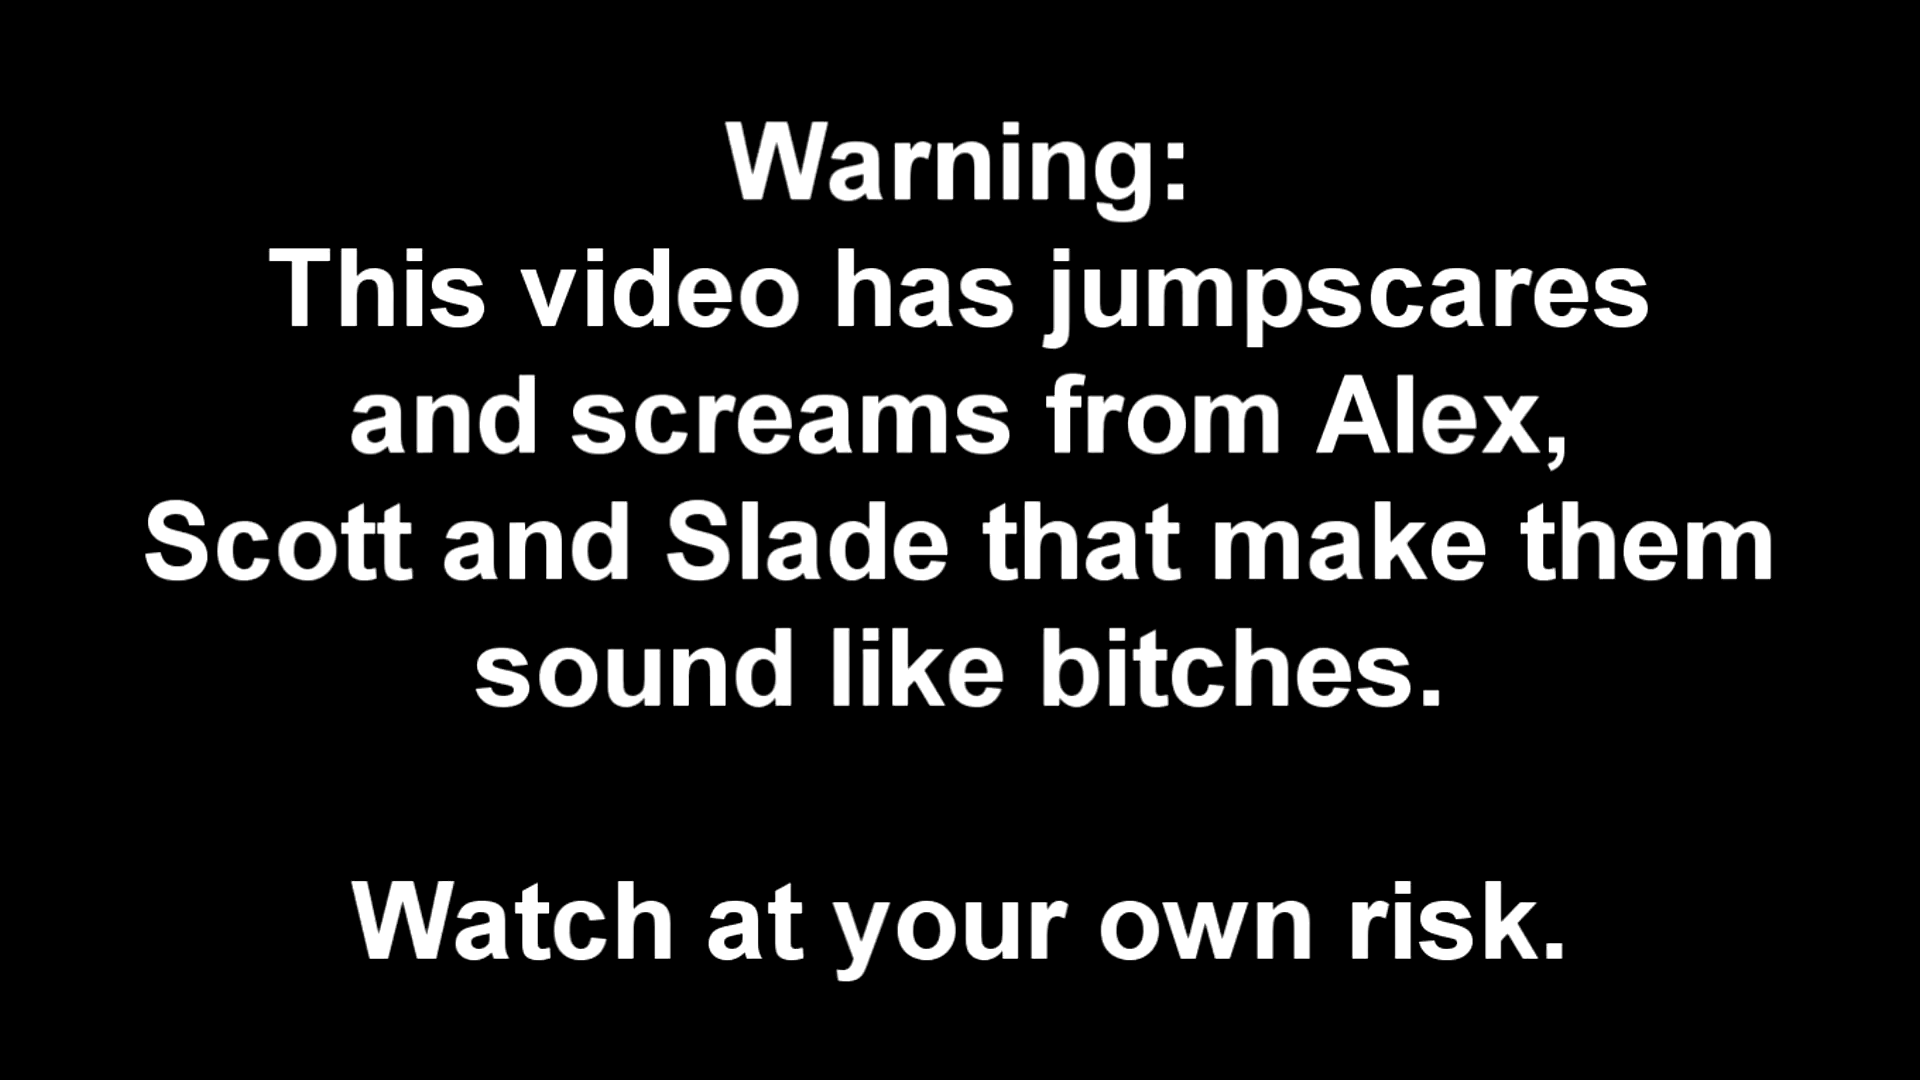 Warning:
This video has jumpscares
and screams from Alex,
Scott and Slade that make them
sound like bitches.
Watch at your own risk.